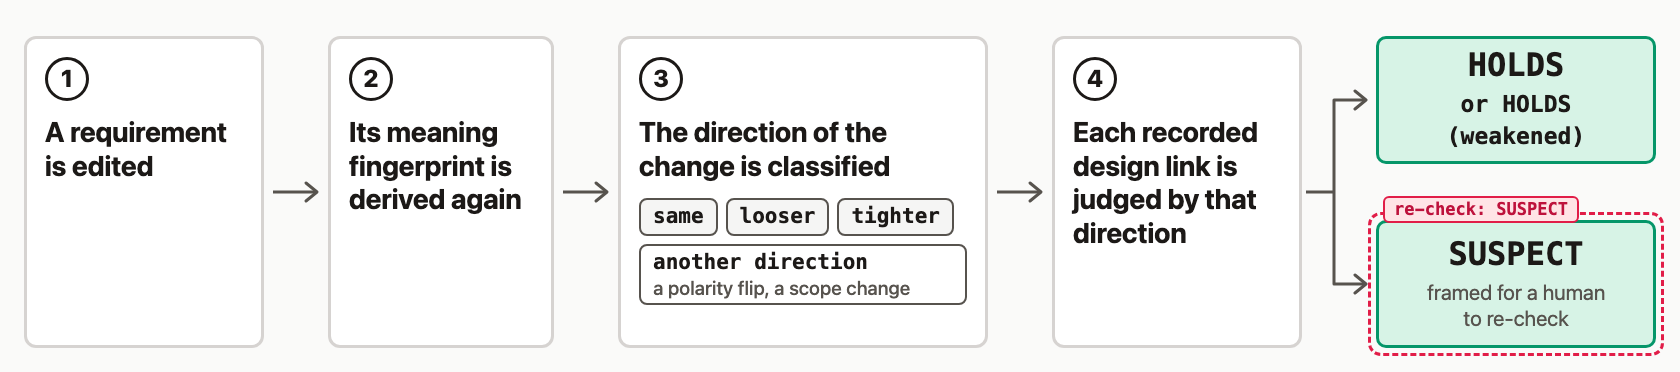 1
A requirement
is edited
2
Its meaning
fingerprint is
derived again
3
The direction of the
change is classified
same
looser
tighter
another direction
a polarity flip, a scope change
4
Each recorded
design link is
judged by that
direction
HOLDS
or HOLDS
(weakened)
re-check: SUSPECT
SUSPECT
framed for a human
to re-check